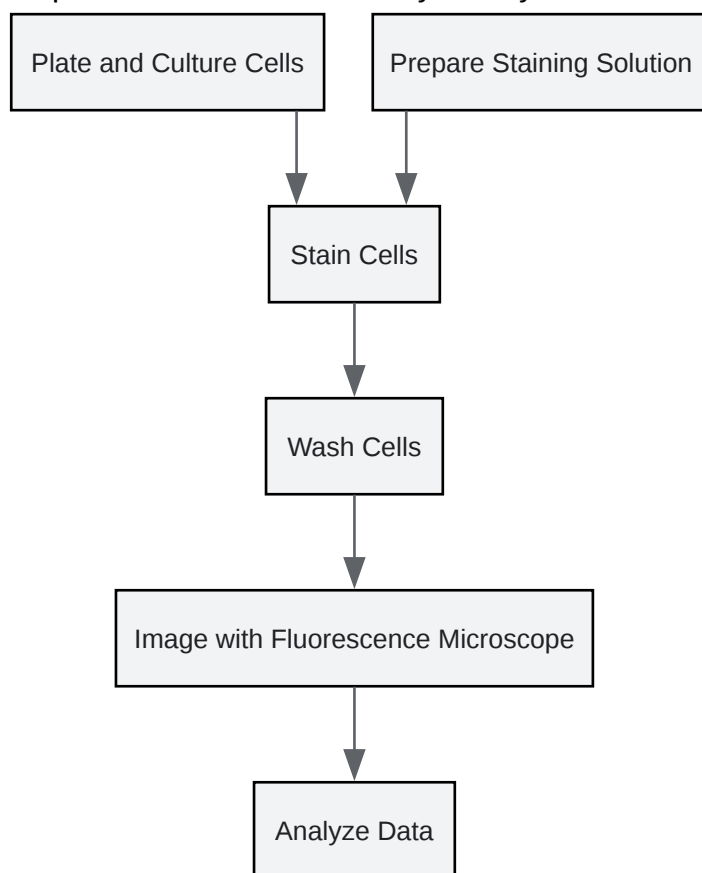 Plate and Culture Cells
Prepare Staining Solution
Stain Cells
Wash Cells
Image with Fluorescence Microscope
Analyze Data